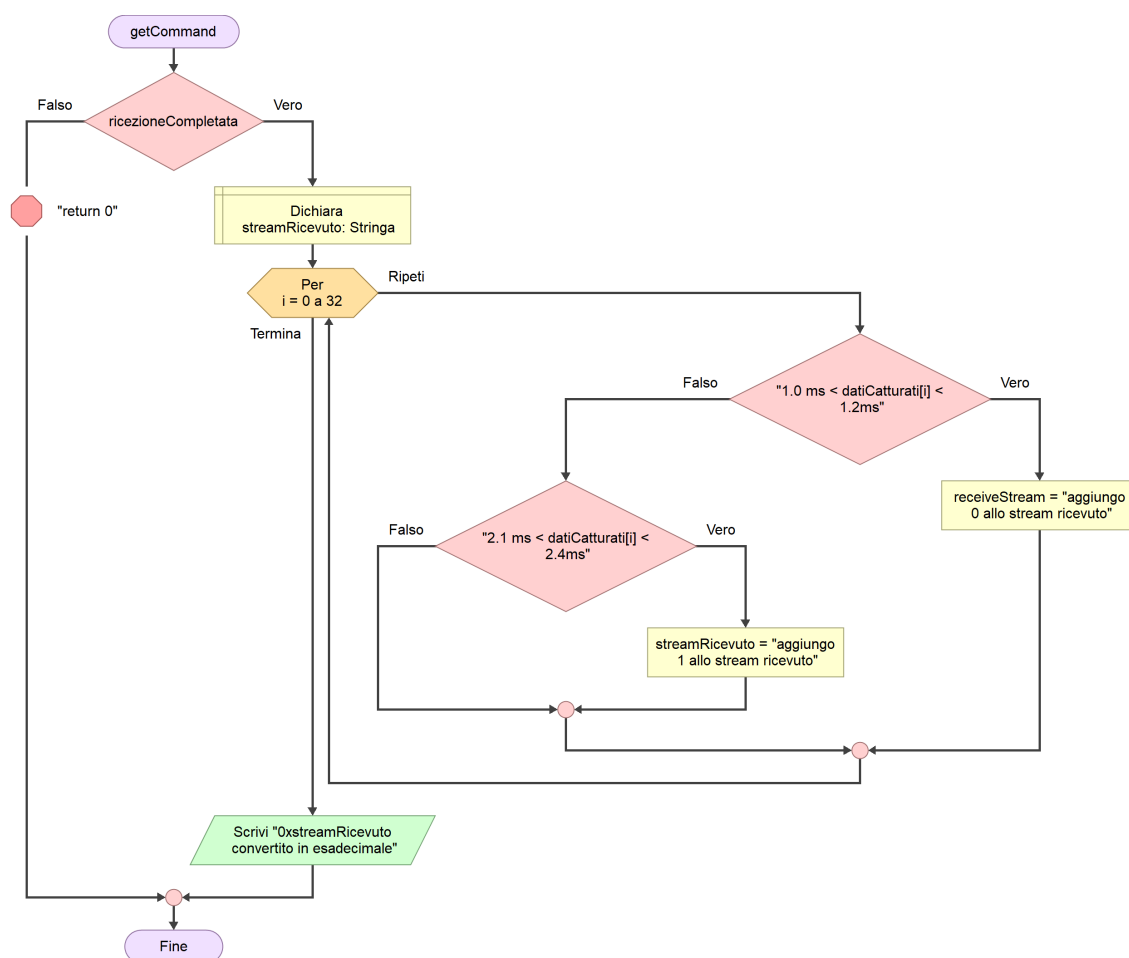 getCommand
Falso
Vero
ricezioneCompletata
"return 0"
Dichiara
streamRicevuto: Stringa
Per
i = 0 a 32
Ripeti
Termina
Falso
Vero
"1.0 ms < datiCatturati[i] <
1.2ms"
receiveStream = "aggiungo
0 allo stream ricevuto"
Falso
Vero
"2.1 ms < datiCatturati[i] <
2.4ms"
streamRicevuto = "aggiungo
1 allo stream ricevuto"
Scrivi "0xstreamRicevuto
convertito in esadecimale"
Fine